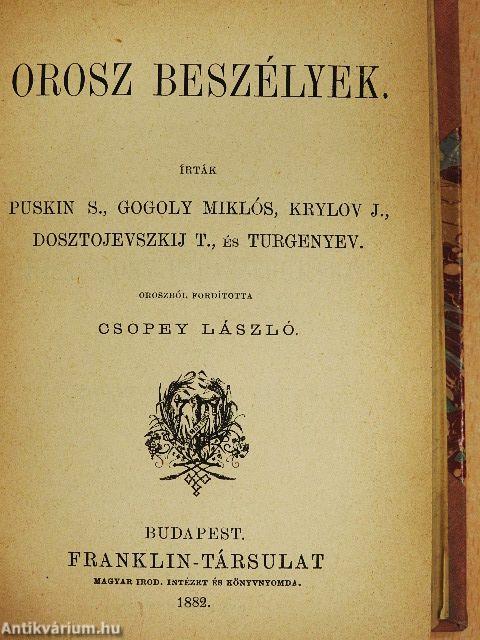 OROSZ BESZÉLYEK.
ÍRTÁK
PUSKIN S., GOGOLY MIKLÓS, KRYLOV J.,
DOSZTOJEVSZKIJ T., ÉS TURGENYEV.
OROSZBÓL FORDÍTOTTA
CSOPEY LÁSZLÓ.
BUDAPEST.
FRANKLIN-TÁRSULAT
MAGYAR IROD. INTÉZET ÉS KÖNYVNYOMDA.
1882.
Antikvárium.hu